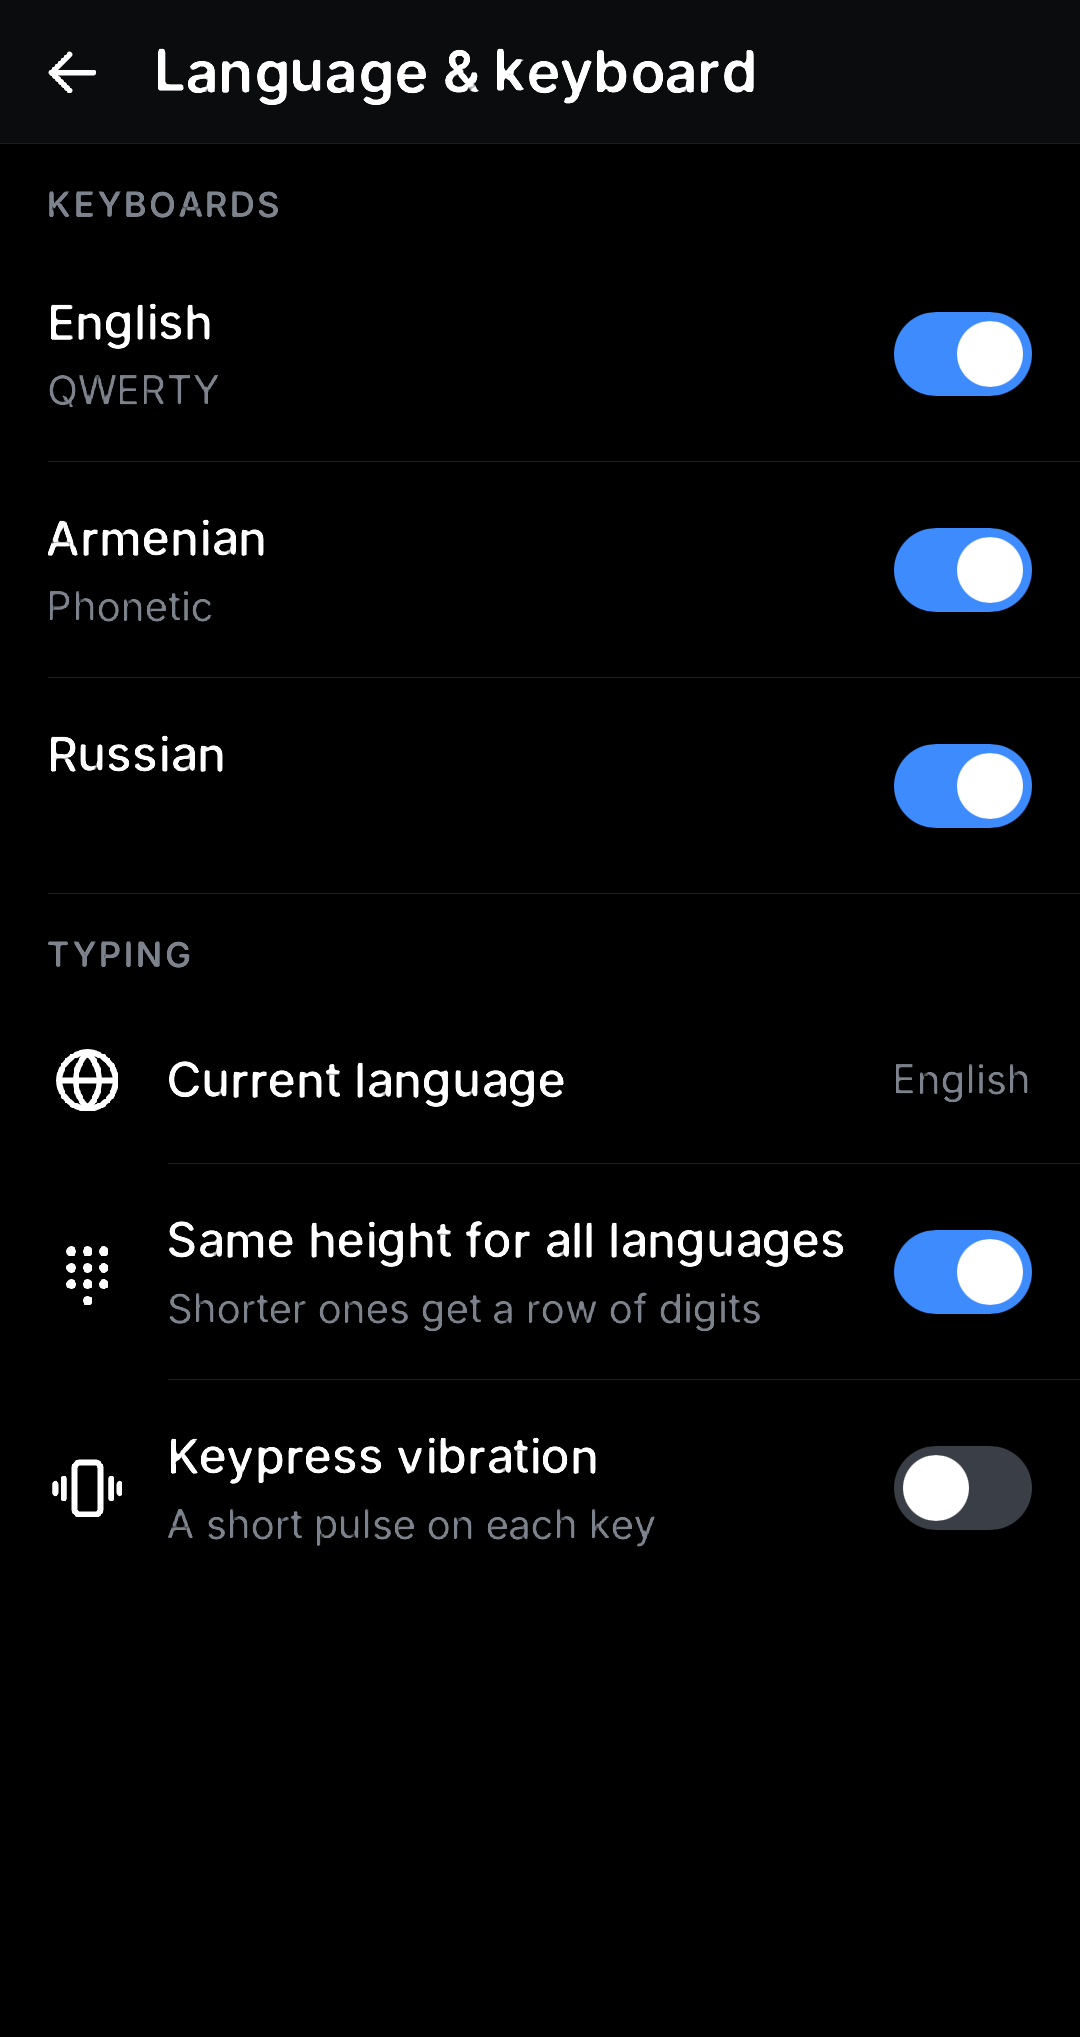 Language & keyboard
KEYBOARDS
English
QWERTY
Armenian
Phonetic
Russian
TYPING
Current language
English
Same height for all languages
Shorter ones get a row of digits
Keypress vibration
A short pulse on each key